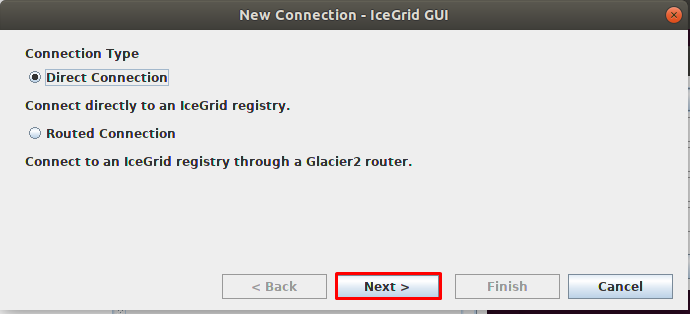 New Connection - IceGrid GUI
Connection Type
Direct Connection
Connect directly to an IceGrid registry.
Routed Connection
Connect to an IceGrid registry through a Glacier2 router.
< Back Next > Finish Cancel